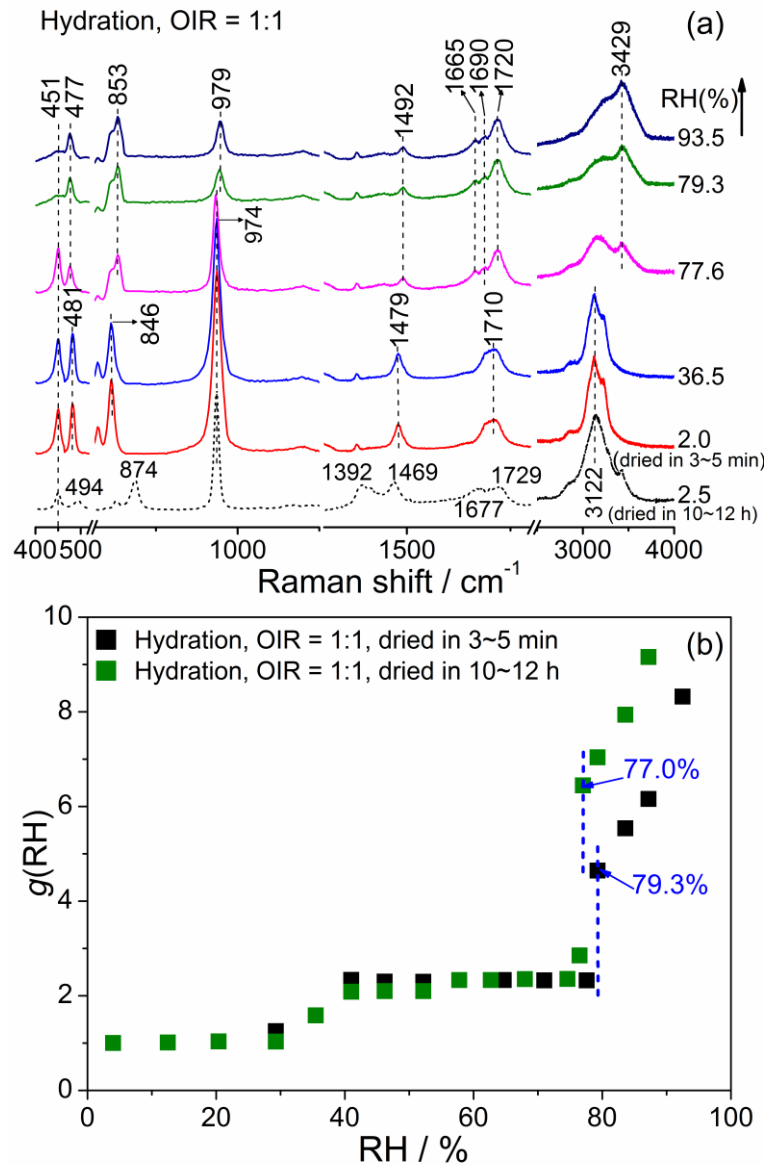 Hydration, OIR = 1:1
(a)
451
477
853
979
1492
1665
1690
1720
3429
RH(%)
93.5
79.3
77.6
974
481
846
1479
1710
36.5
2.0
(dried in 3~5 min)
494
874
1392
1469
1677
1729
3122
2.5
(dried in 10~12 h)
400 500 1000 1500 3000 4000
Raman shift / cm⁻¹
(b)
Hydration, OIR = 1:1, dried in 3~5 min
Hydration, OIR = 1:1, dried in 10~12 h
77.0%
79.3%
g(RH)
10
8
6
4
2
0
0 20 40 60 80 100
RH / %